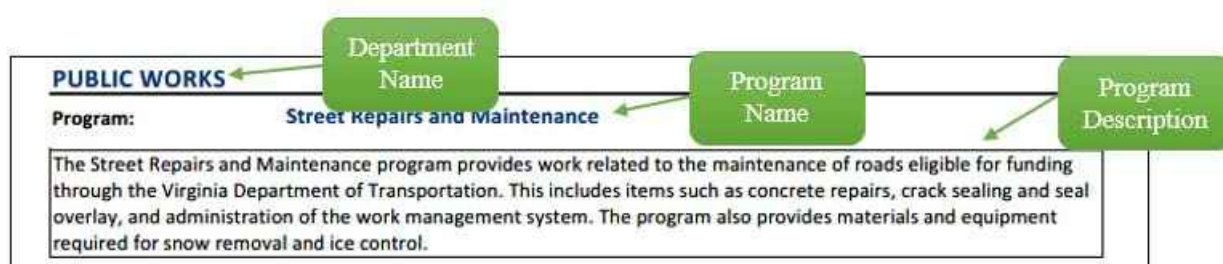 Department
Name
PUBLIC WORKS
Program
Name
Program
Description
Program: Street Repairs and Maintenance
The Street Repairs and Maintenance program provides work related to the maintenance of roads eligible for funding
through the Virginia Department of Transportation. This includes items such as concrete repairs, crack sealing and seal
overlay, and administration of the work management system. The program also provides materials and equipment
required for snow removal and ice control.